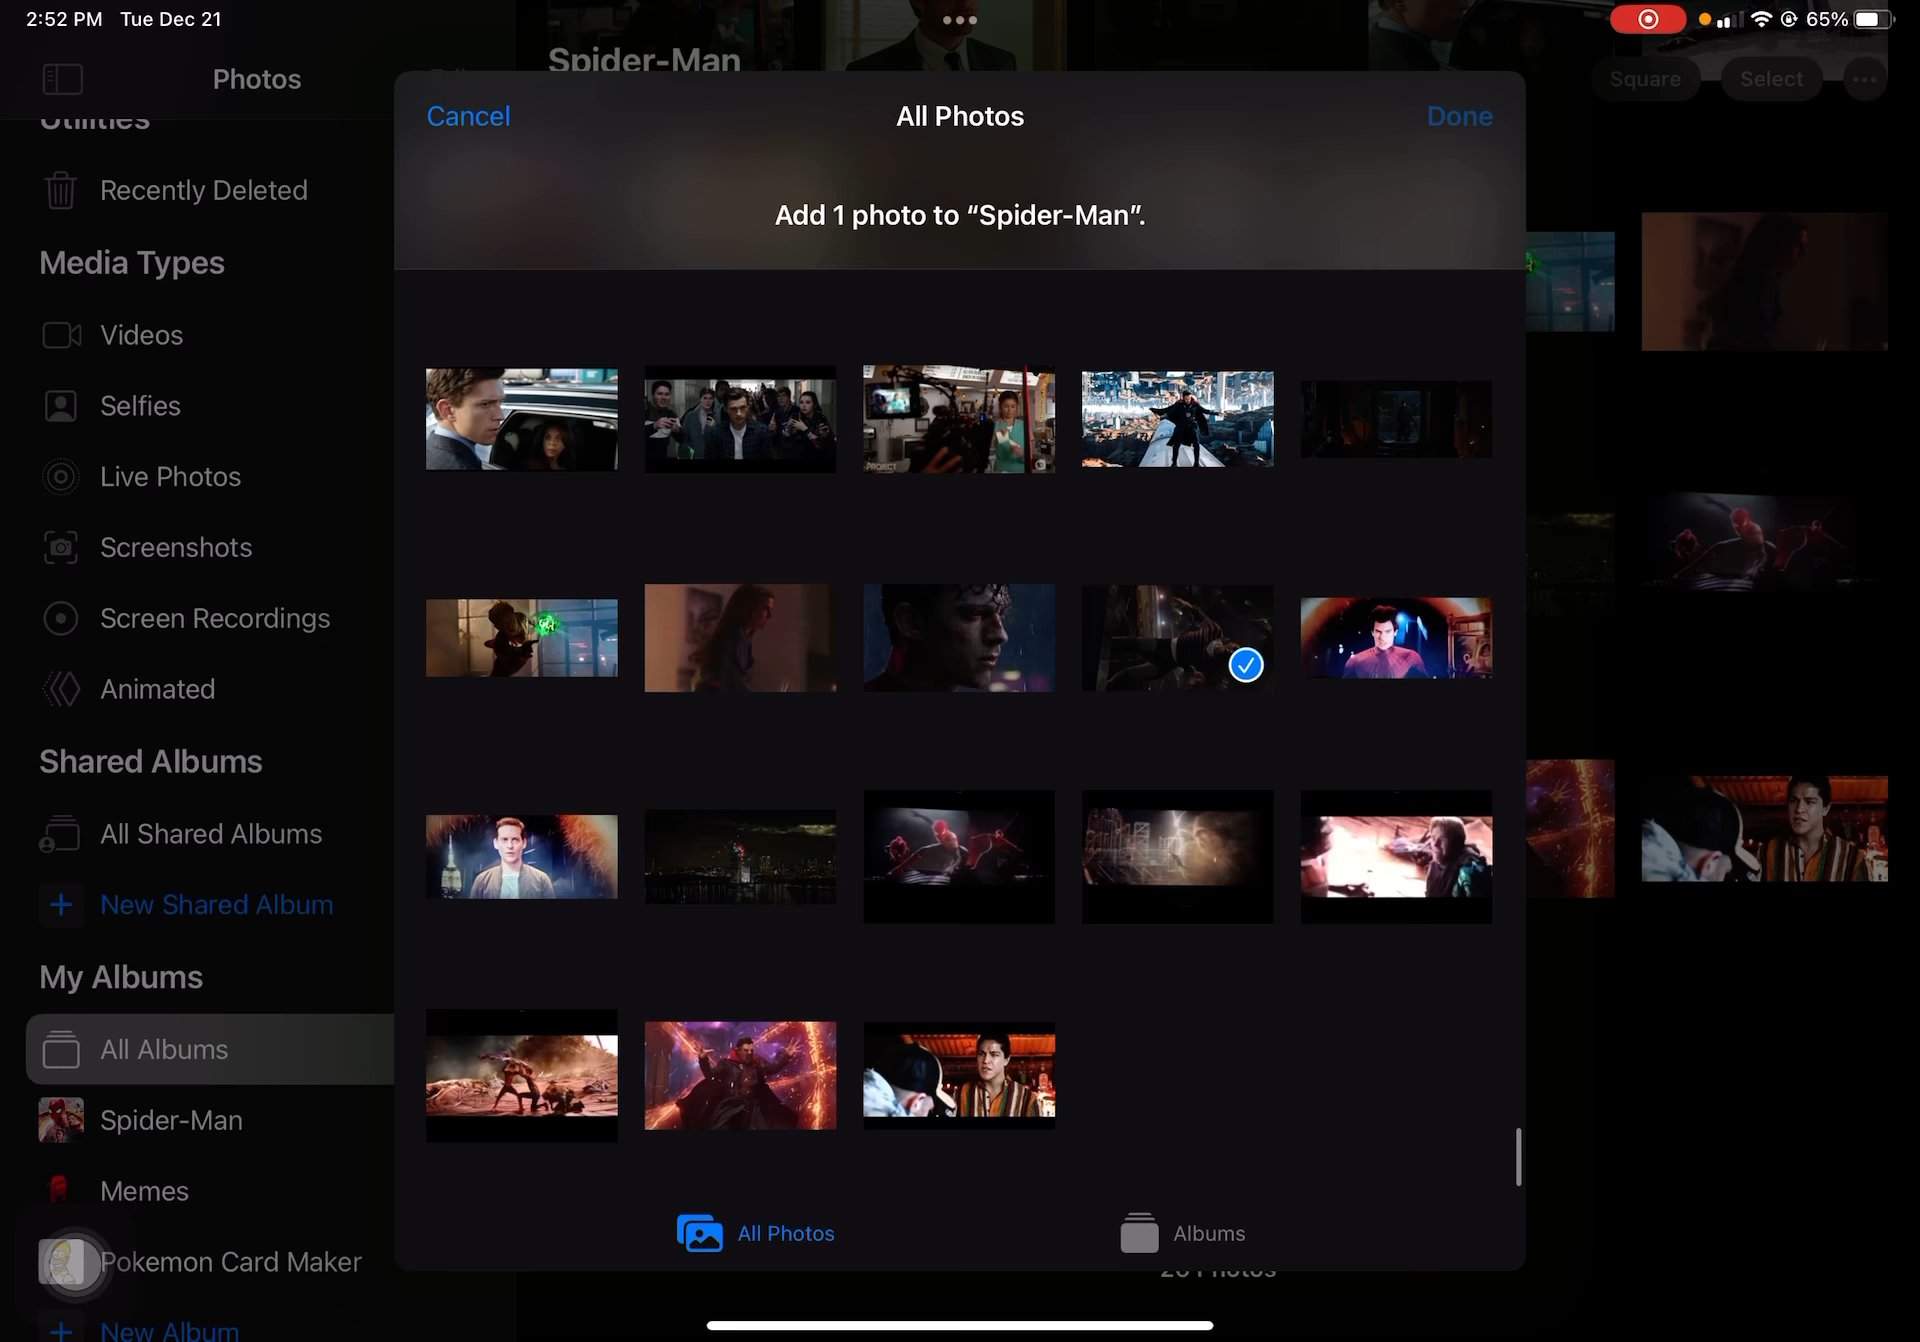 2:52 PM Tue Dec 21
65%
Photos
Spider-Man
Square
Select
Utilities
Recently Deleted
Media Types
Videos
Selfies
Live Photos
Screenshots
Screen Recordings
Animated
Shared Albums
All Shared Albums
New Shared Album
My Albums
All Albums
Spider-Man
Memes
Pokemon Card Maker
New Album
Cancel
All Photos
Done
Add 1 photo to “Spider-Man”.
PROJECT
All Photos
Albums
Photos